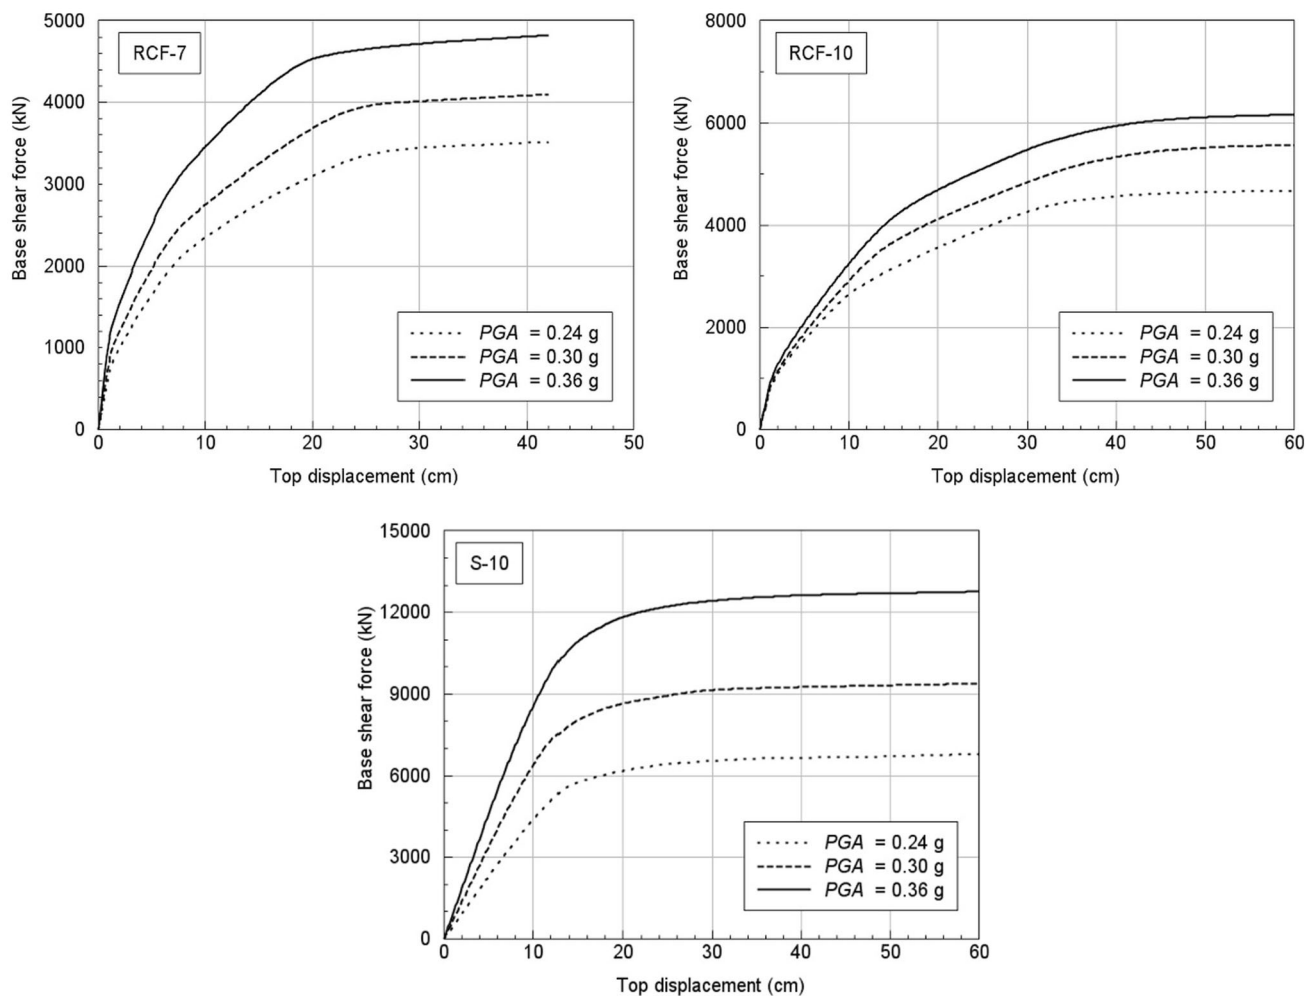 5000
4000
3000
2000
1000
0
Base shear force (kN)
RCF-7
PGA = 0.24 g
PGA = 0.30 g
PGA = 0.36 g
0 10 20 30 40 50
Top displacement (cm)
8000
6000
4000
2000
0
Base shear force (kN)
RCF-10
PGA = 0.24 g
PGA = 0.30 g
PGA = 0.36 g
0 10 20 30 40 50 60
Top displacement (cm)
15000
12000
9000
6000
3000
0
Base shear force (kN)
S-10
PGA = 0.24 g
PGA = 0.30 g
PGA = 0.36 g
0 10 20 30 40 50 60
Top displacement (cm)